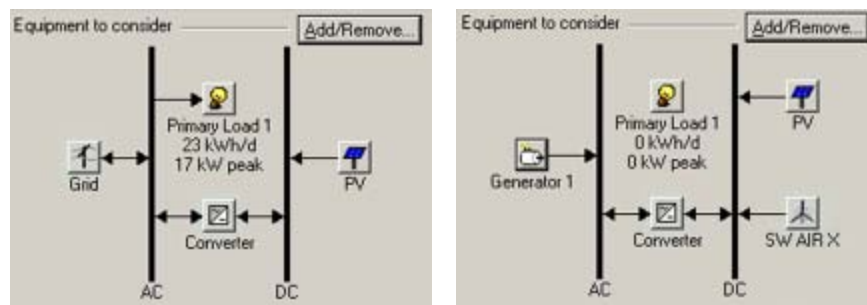 Equipment to consider
Add/Remove...
Primary Load 1
23 kWh/d
17 kW peak
Grid
PV
Converter
AC
DC
Equipment to consider
Add/Remove...
Primary Load 1
0 kWh/d
0 kW peak
Generator 1
PV
Converter
SW AIR X
AC
DC